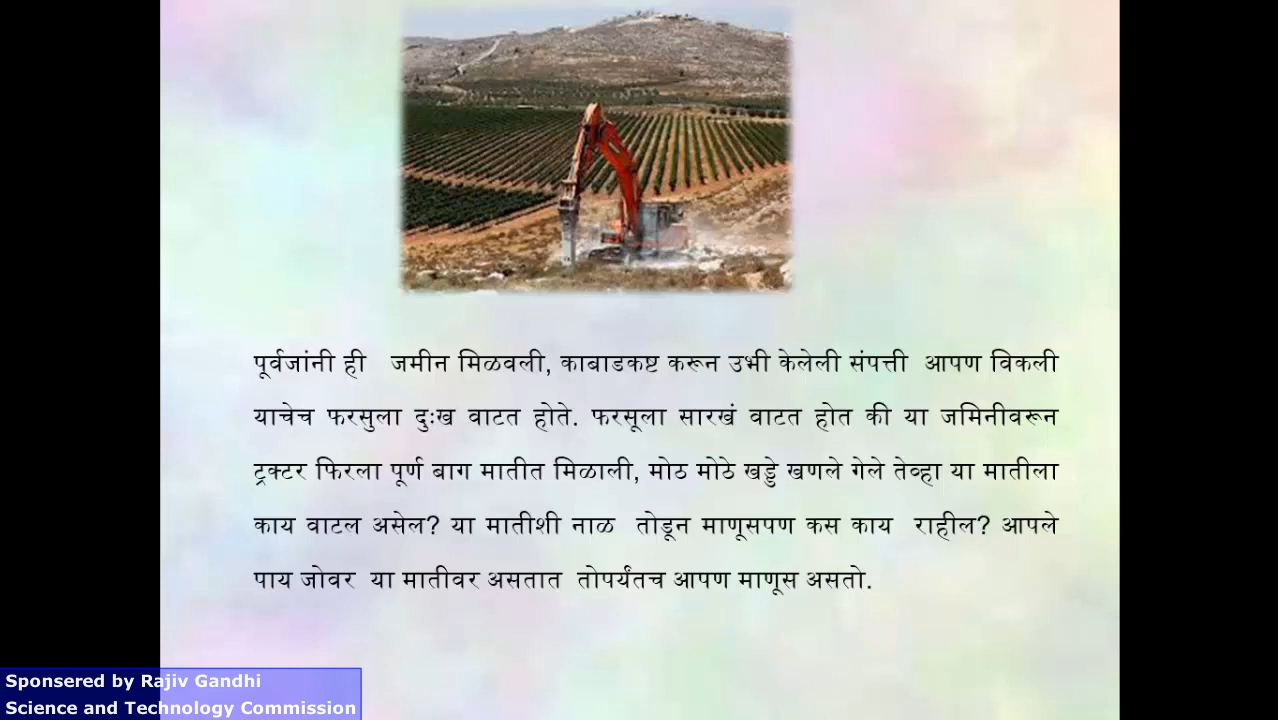 पूर्वजांनी ही जमीन मिळवली, काबाडकष्ट करून उभी केलेली संपत्ती आपण विकली
याचेच फरसुला दुःख वाटत होते. फरसूला सारखं वाटत होत की या जमिनीवरून
ट्रक्टर फिरला पूर्ण बाग मातीत मिळाली, मोठ मोठे खड्डे खणले गेले तेव्हा या मातीला
काय वाटल असेल? या मातीशी नाळ तोडून माणूसपण कस काय राहील? आपले
पाय जोवर या मातीवर असतात तोपर्यंतच आपण माणूस असतो.
Sponsered by Rajiv Gandhi
Science and Technology Commission